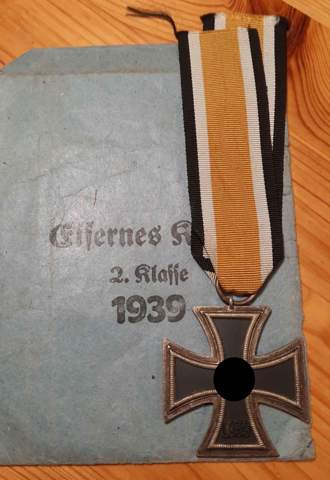 Eisernes K
2. Klasse
1939